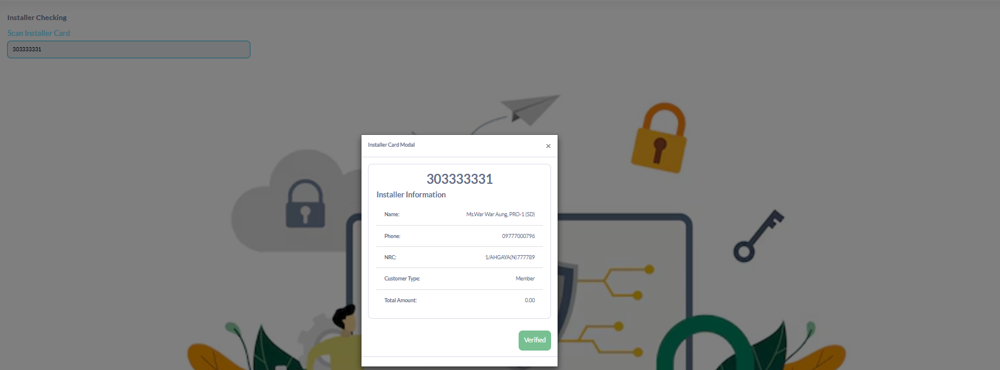 Installer Checking
Scan Installer Card
303333331
Installer Card Modal ×
303333331
Installer Information
Name: Ms.War War Aung, PRO-1 (SD)
Phone: 09777000796
NRC: 1/AHGAYA(N)777789
Customer Type: Member
Total Amount: 0.00
Verified